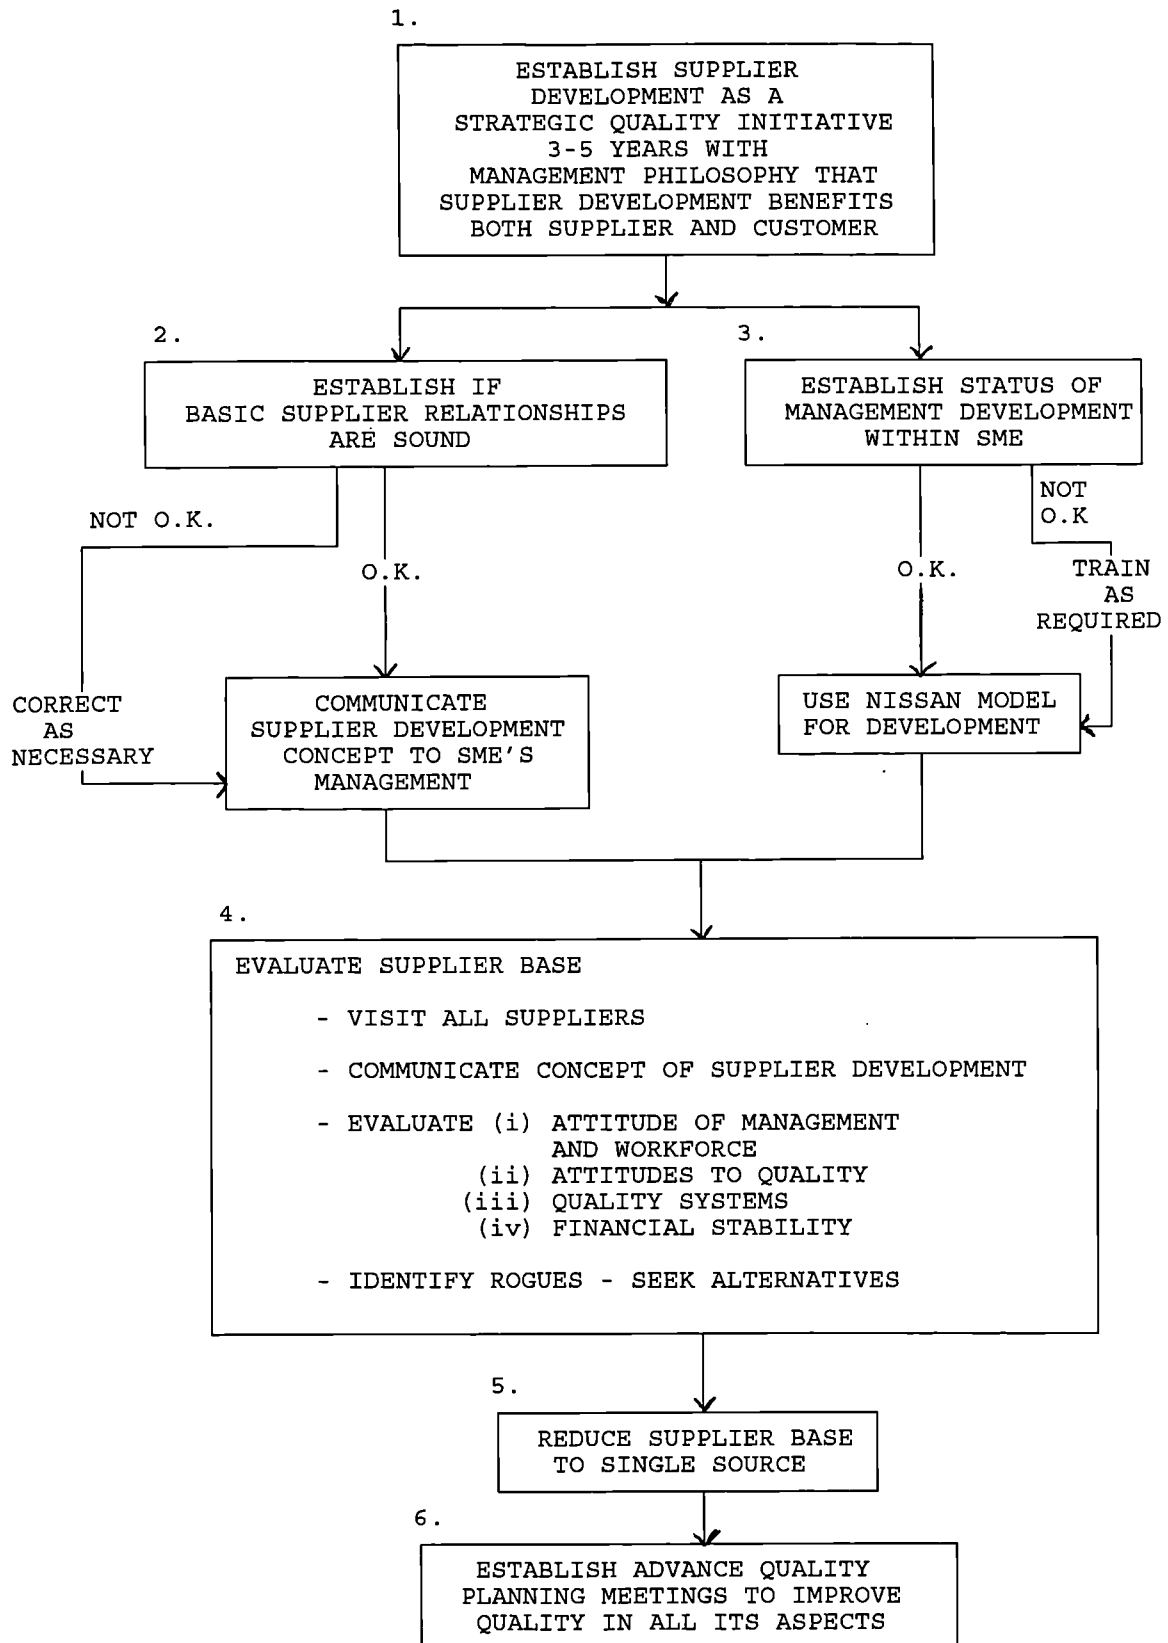 1.
ESTABLISH SUPPLIER
DEVELOPMENT AS A
STRATEGIC QUALITY INITIATIVE
3-5 YEARS WITH
MANAGEMENT PHILOSOPHY THAT
SUPPLIER DEVELOPMENT BENEFITS
BOTH SUPPLIER AND CUSTOMER
2.
ESTABLISH IF
BASIC SUPPLIER RELATIONSHIPS
ARE SOUND
3.
ESTABLISH STATUS OF
MANAGEMENT DEVELOPMENT
WITHIN SME
NOT O.K.
O.K.
CORRECT
AS
NECESSARY
COMMUNICATE
SUPPLIER DEVELOPMENT
CONCEPT TO SME'S
MANAGEMENT
O.K.
NOT
O.K
TRAIN
AS
REQUIRED
USE NISSAN MODEL
FOR DEVELOPMENT
4.
EVALUATE SUPPLIER BASE
- VISIT ALL SUPPLIERS
- COMMUNICATE CONCEPT OF SUPPLIER DEVELOPMENT
- EVALUATE (i) ATTITUDE OF MANAGEMENT
AND WORKFORCE
(ii) ATTITUDES TO QUALITY
(iii) QUALITY SYSTEMS
(iv) FINANCIAL STABILITY
- IDENTIFY ROGUES - SEEK ALTERNATIVES
5.
REDUCE SUPPLIER BASE
TO SINGLE SOURCE
6.
ESTABLISH ADVANCE QUALITY
PLANNING MEETINGS TO IMPROVE
QUALITY IN ALL ITS ASPECTS